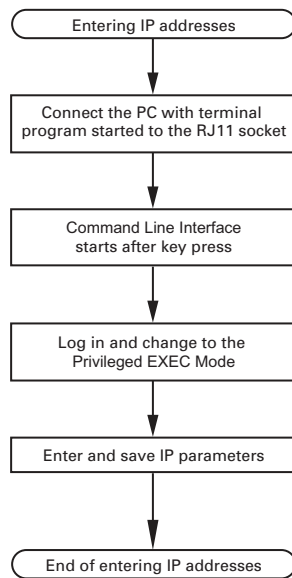 Entering IP addresses
Connect the PC with terminal
program started to the RJ11 socket
Command Line Interface
starts after key press
Log in and change to the
Privileged EXEC Mode
Enter and save IP parameters
End of entering IP addresses